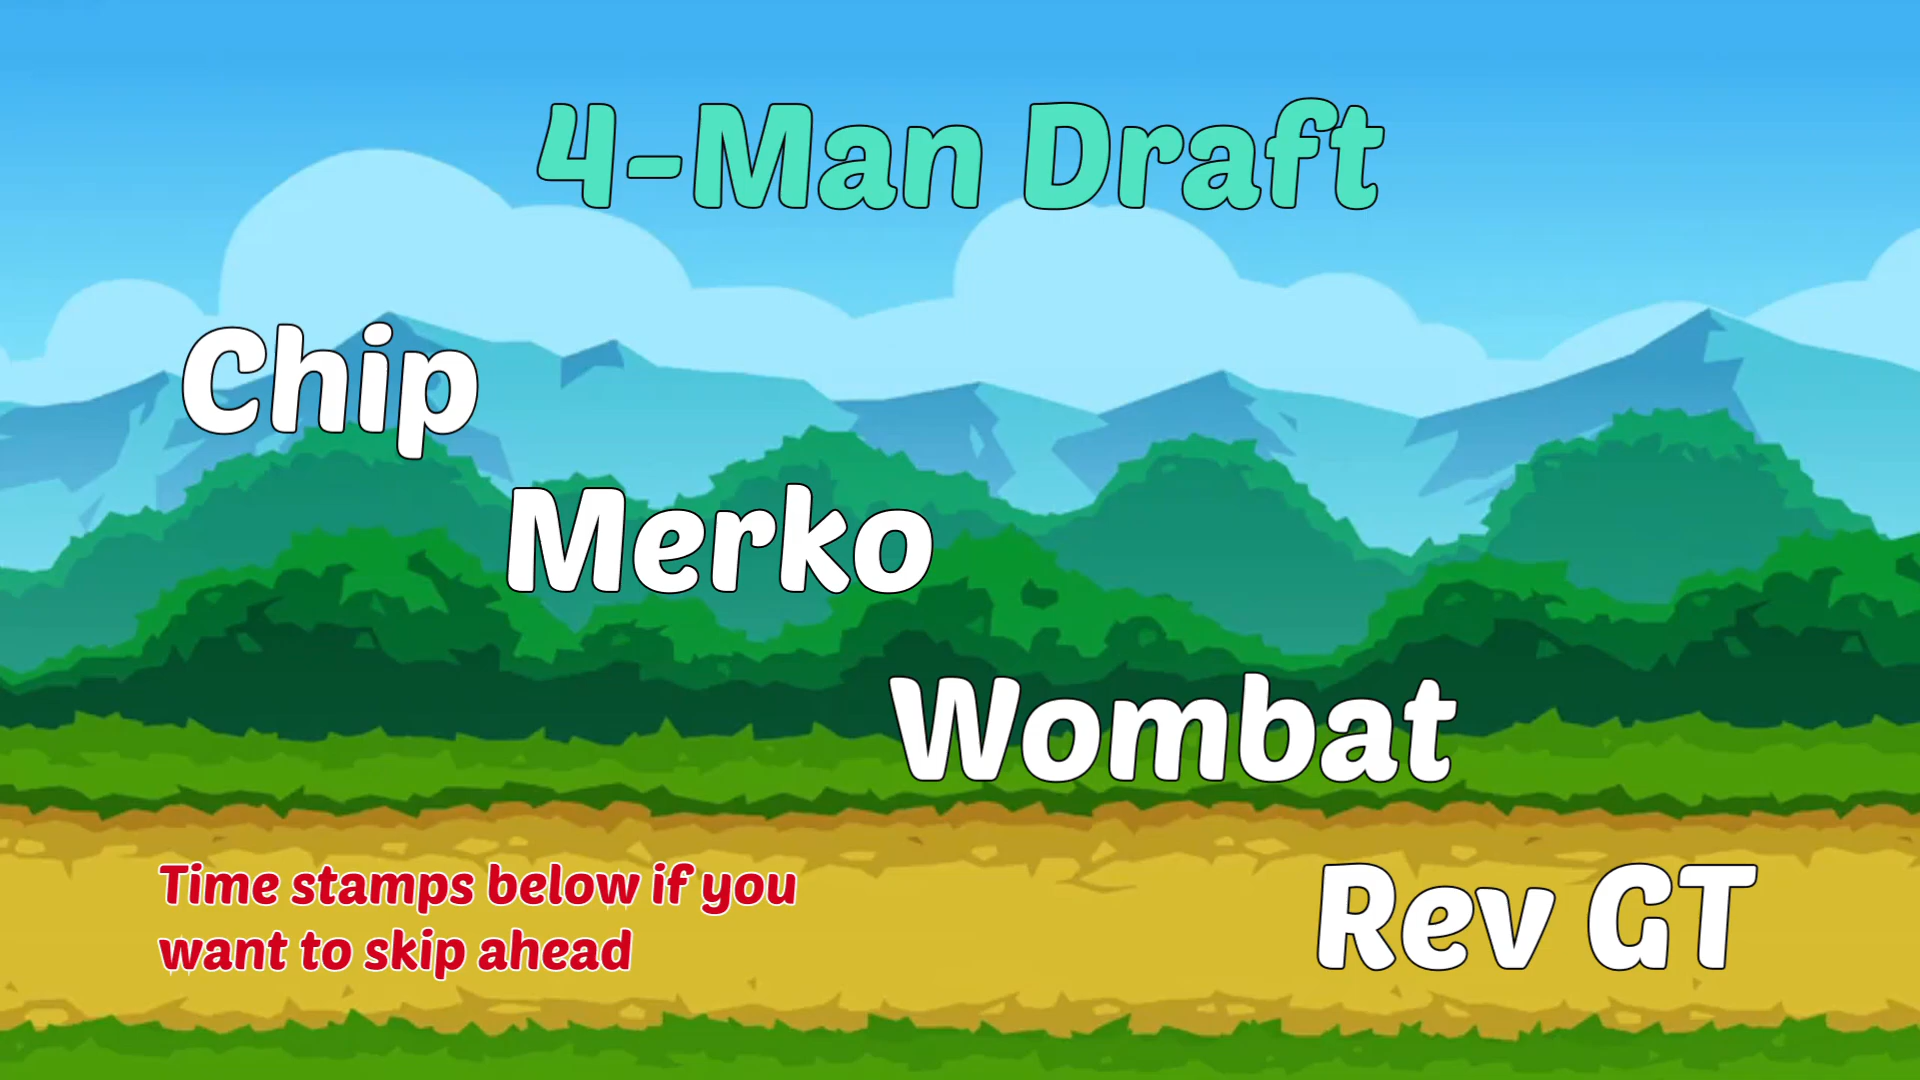 4-Man Draft
Chip
Merko
Wombat
Time stamps below if you
want to skip ahead
Rev GT